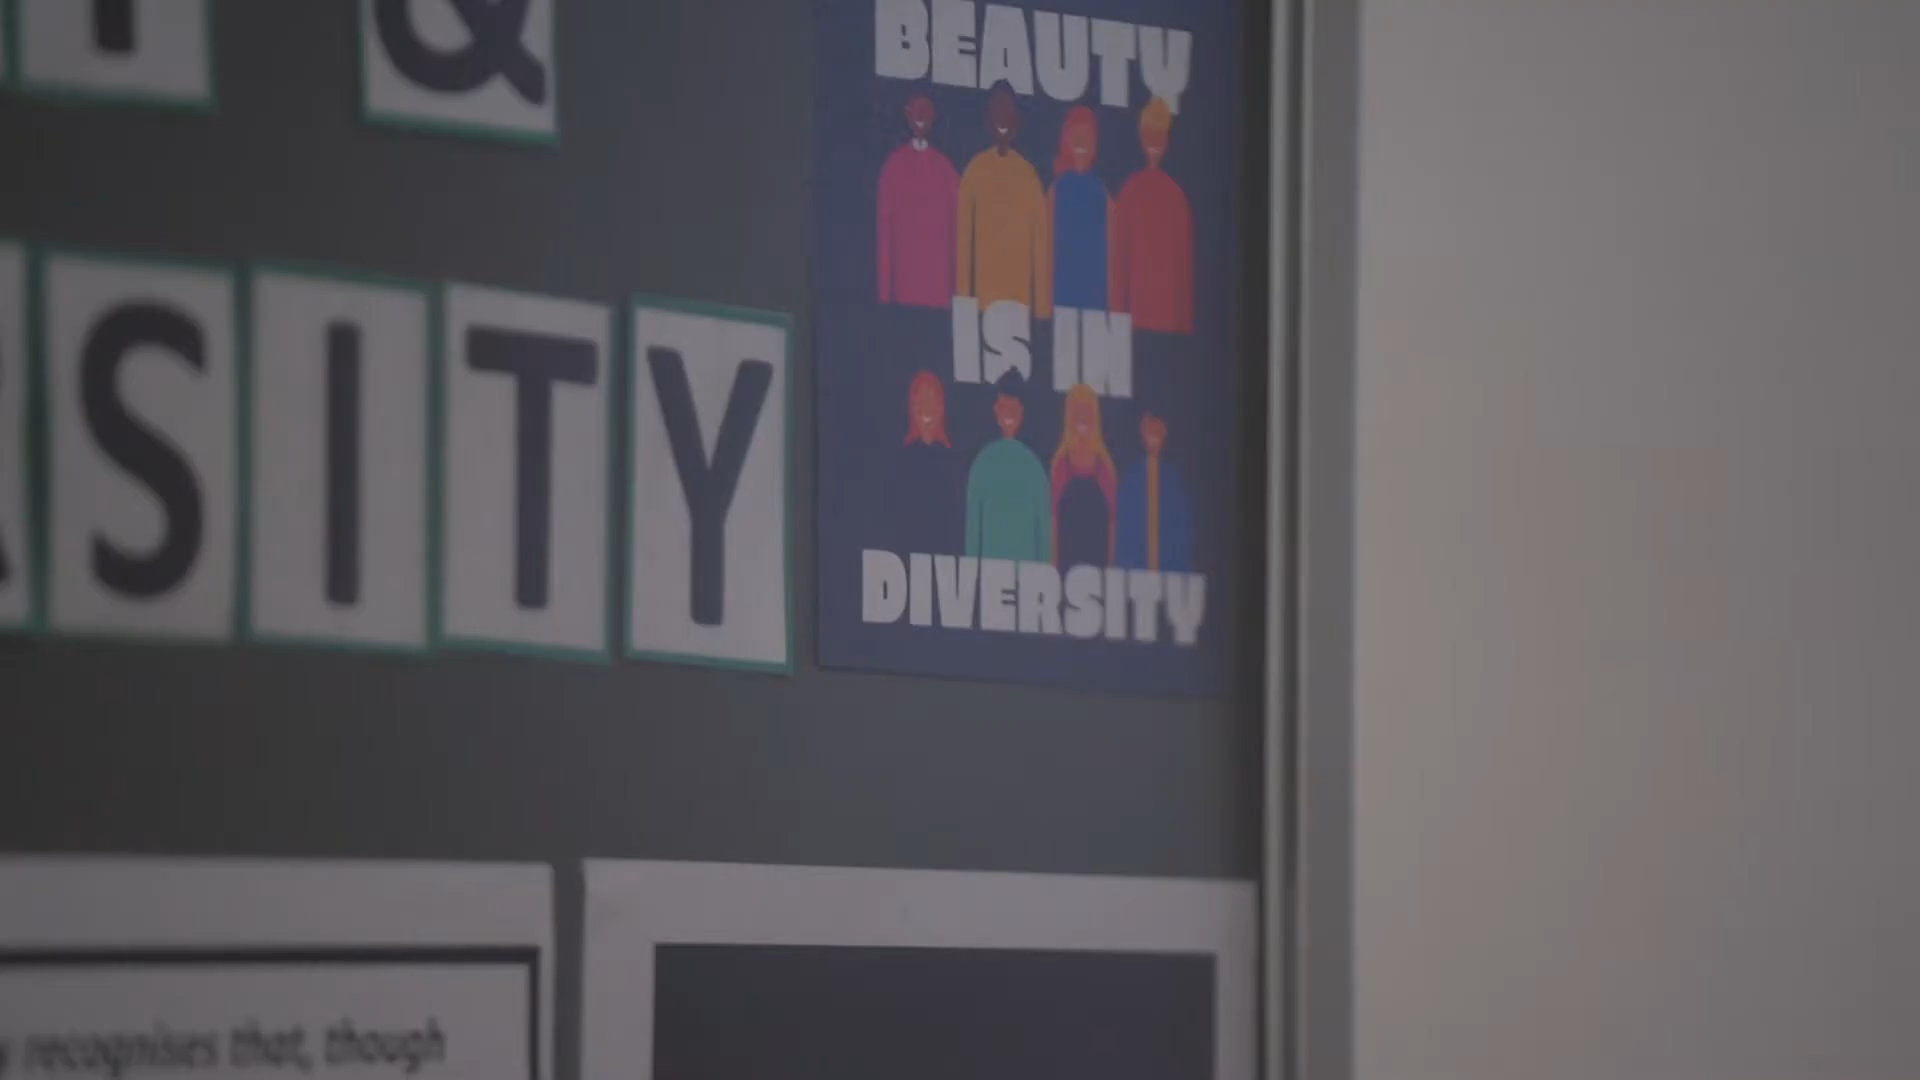 &
SITY
BEAUTY
IS IN
DIVERSITY
recognises that, though